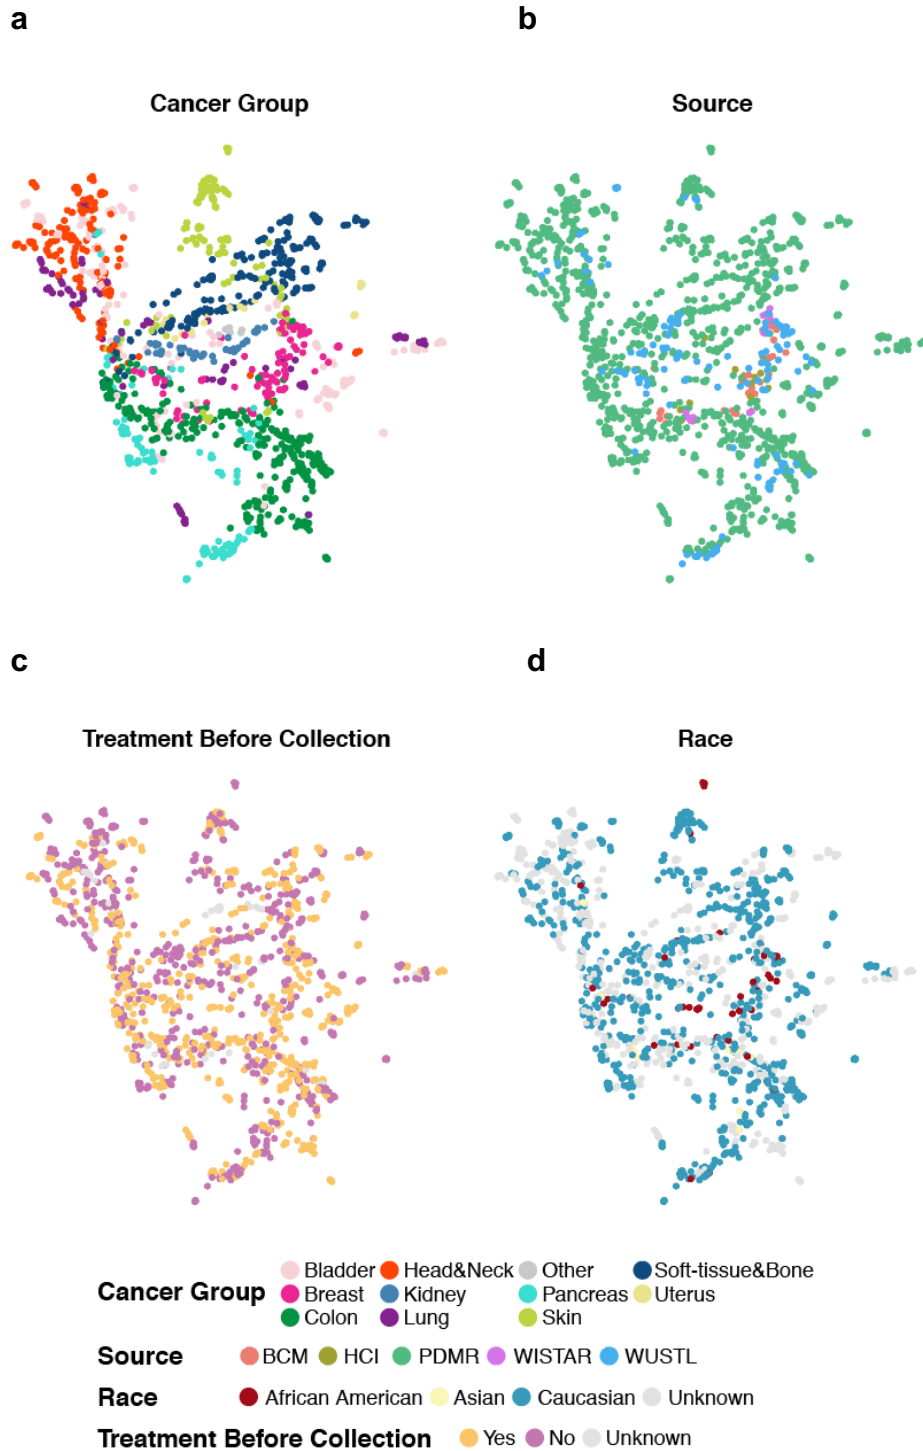 a
b
Cancer Group
Source
c
d
Treatment Before Collection
Race
Cancer Group
Bladder Head&Neck Other Soft-tissue&Bone
Breast Kidney Pancreas Uterus
Colon Lung Skin
Source BCM HCI PDMR WISTAR WUSTL
Race African American Asian Caucasian Unknown
Treatment Before Collection Yes No Unknown